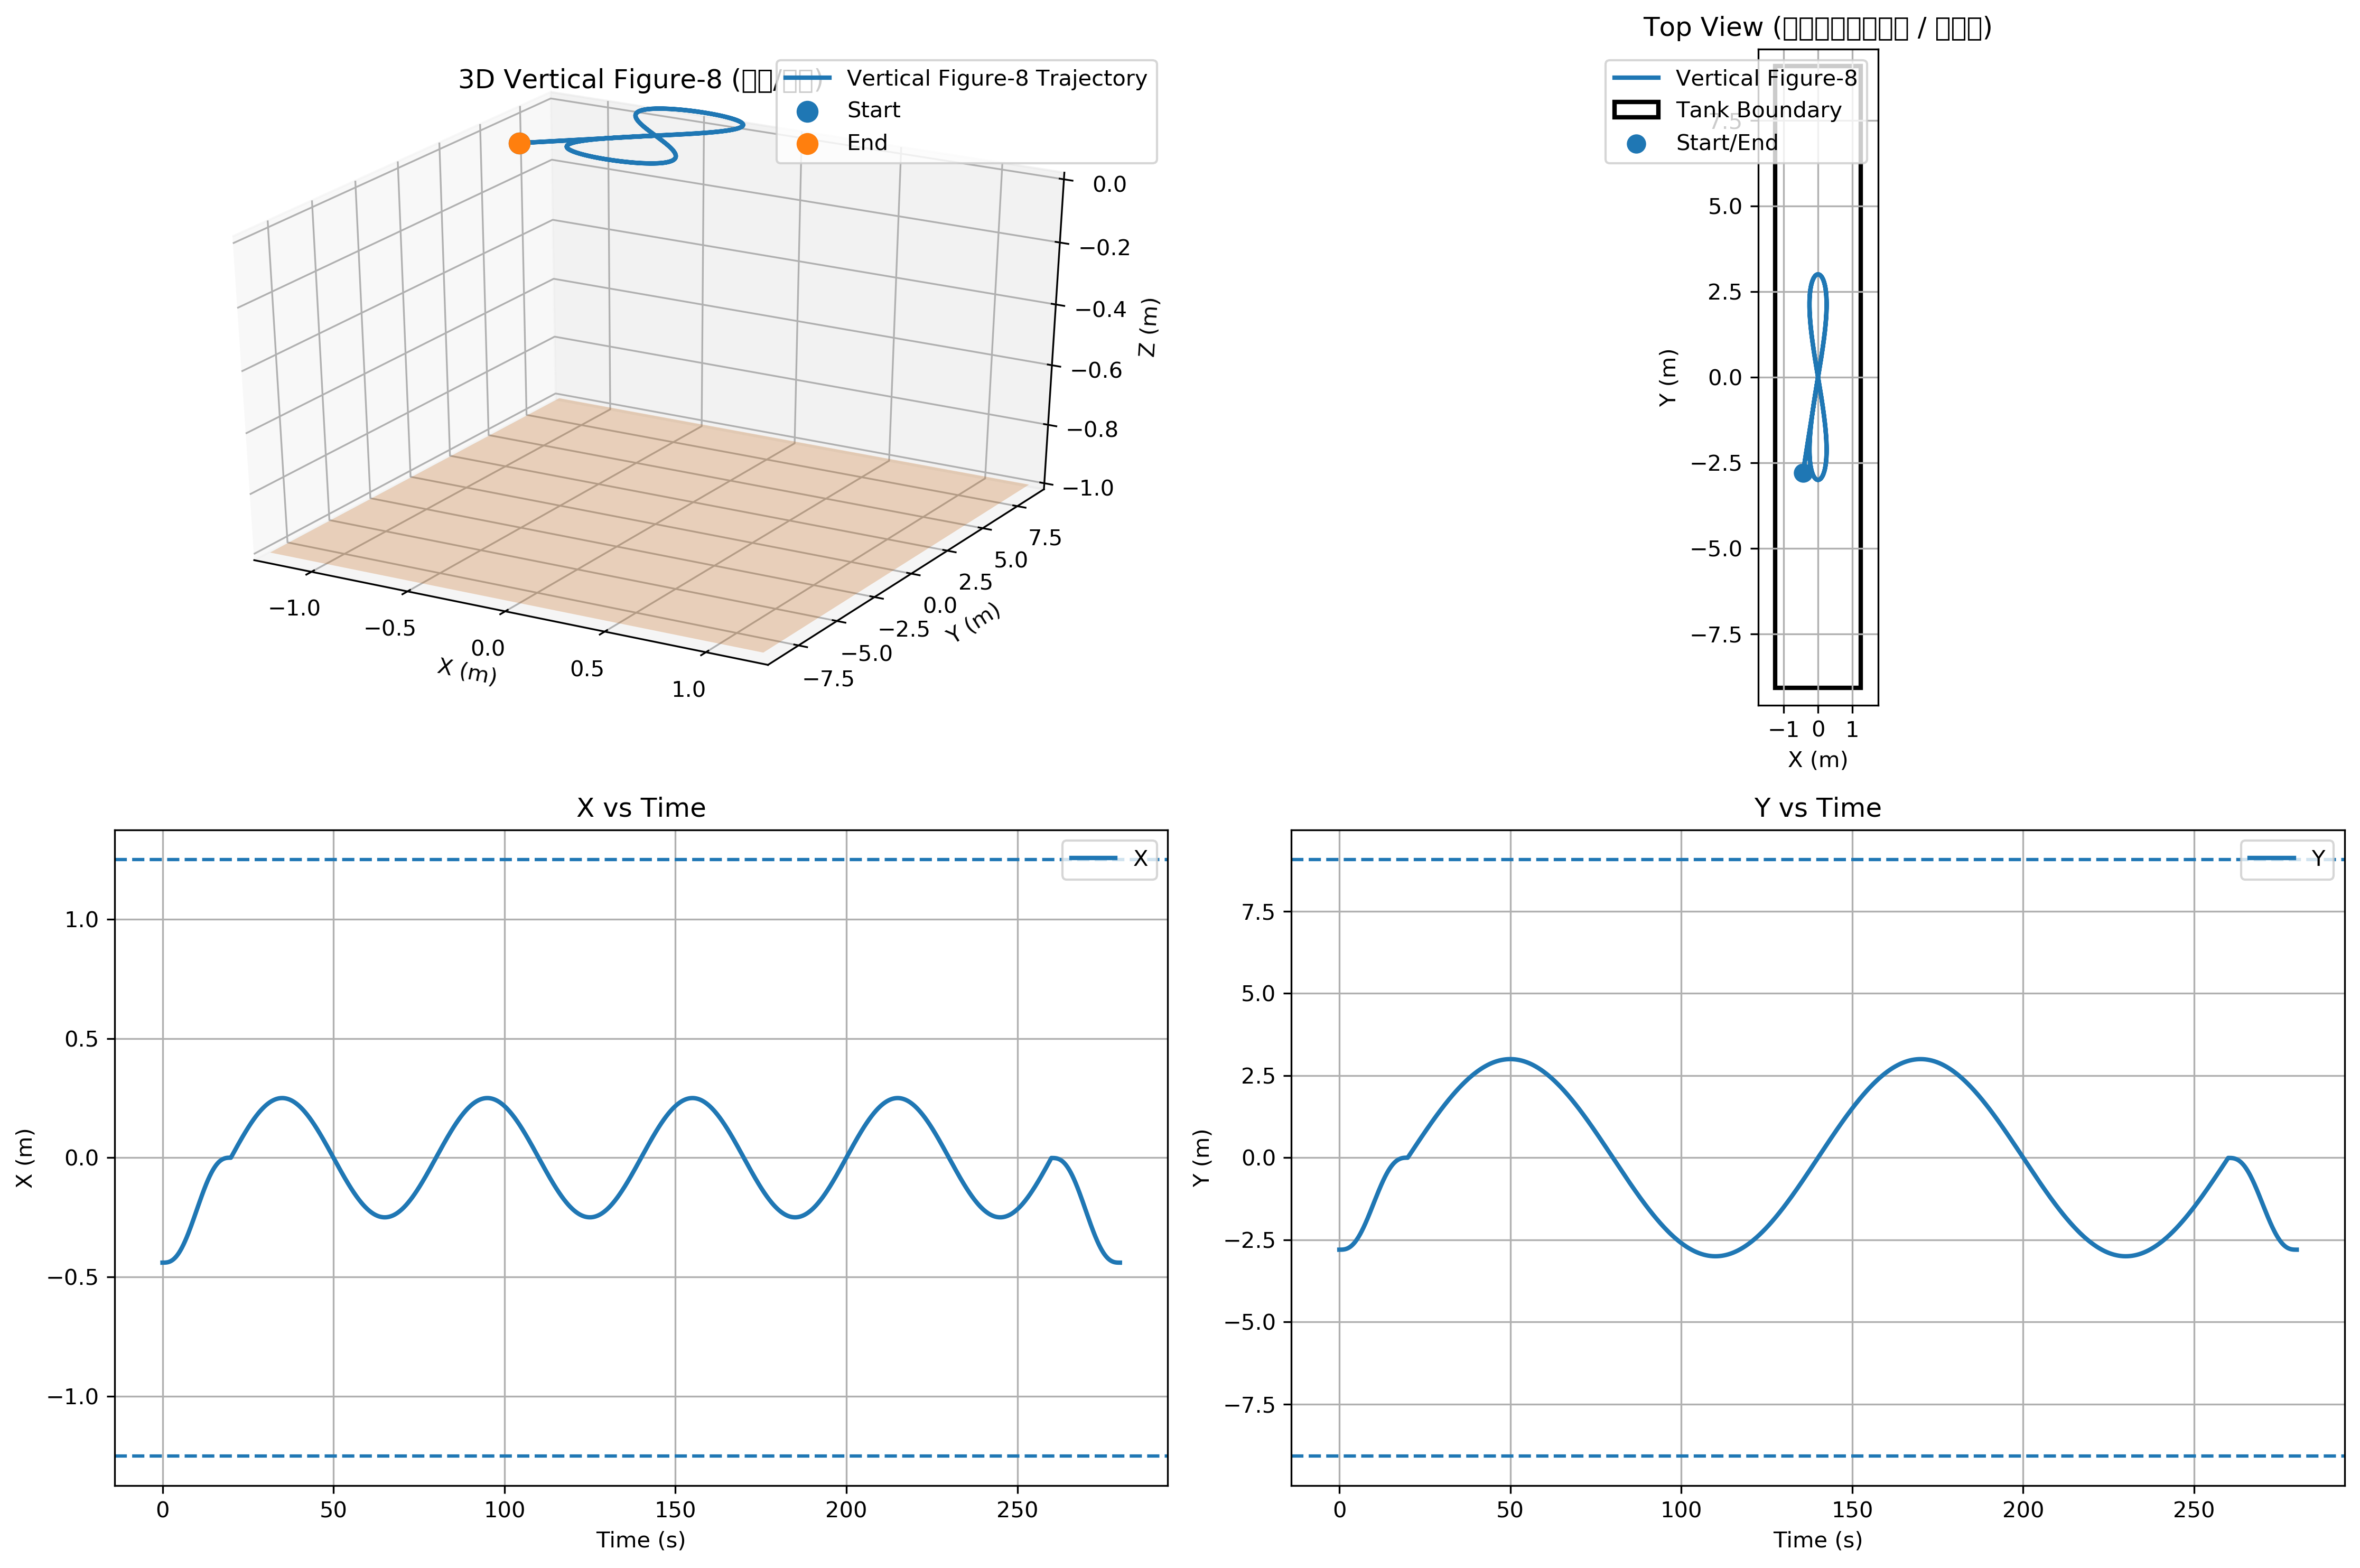 3D Vertical Figure-8 (
Vertical Figure-8 Trajectory
Start
End
0.0
−0.2
−0.4
−0.6
−0.8
−1.0
Z (m)
7.5
5.0
2.5
0.0
−2.5
−5.0
−7.5
Y (m)
−1.0
−0.5
0.0
0.5
1.0
X (m)
Top View ( / )
Vertical Figure-8
Tank Boundary
Start/End
7.5
5.0
2.5
0.0
−2.5
−5.0
−7.5
Y (m)
−1 0 1
X (m)
X vs Time
X
1.0
0.5
0.0
−0.5
−1.0
X (m)
0 50 100 150 200 250
Time (s)
Y vs Time
Y
7.5
5.0
2.5
0.0
−2.5
−5.0
−7.5
Y (m)
0 50 100 150 200 250
Time (s)